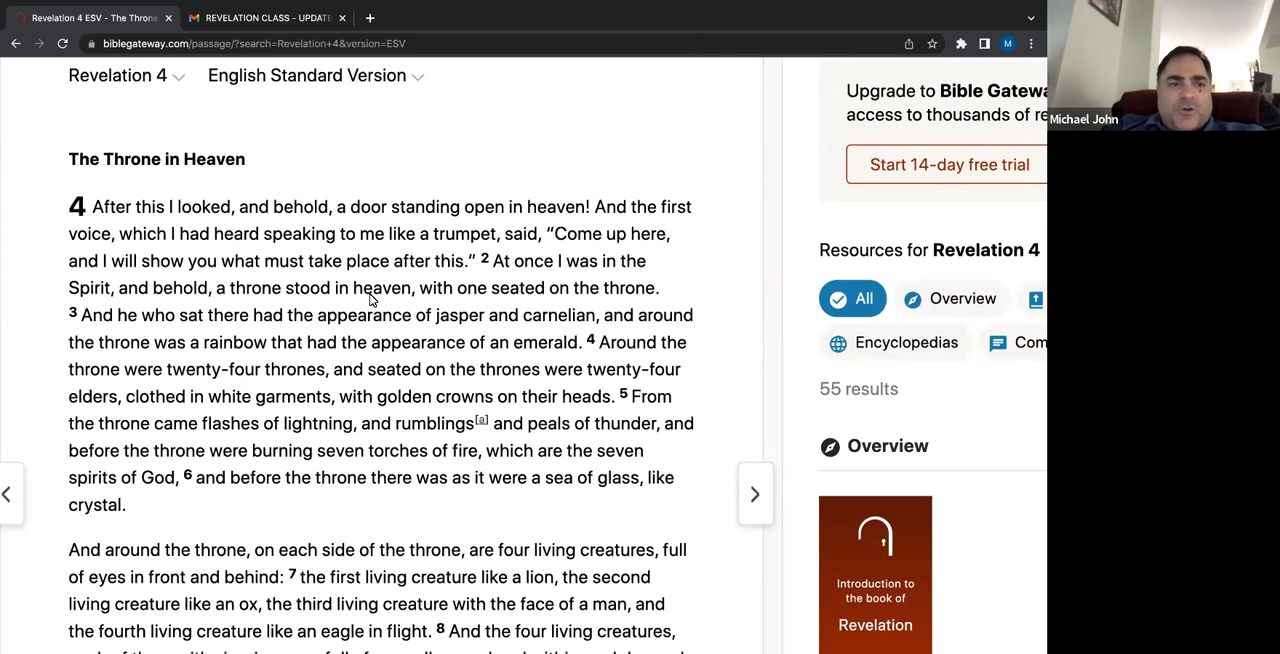 Revelation 4 ESV - The Throne
REVELATION CLASS - UPDATE
biblegateway.com/passage/?search=Revelation+4&version=ESV
M
Michael John
Revelation 4 English Standard Version
The Throne in Heaven
4 After this I looked, and behold, a door standing open in heaven! And the first
voice, which I had heard speaking to me like a trumpet, said, “Come up here,
and I will show you what must take place after this.” 2 At once I was in the
Spirit, and behold, a throne stood in heaven, with one seated on the throne.
3 And he who sat there had the appearance of jasper and carnelian, and around
the throne was a rainbow that had the appearance of an emerald. 4 Around the
throne were twenty-four thrones, and seated on the thrones were twenty-four
elders, clothed in white garments, with golden crowns on their heads. 5 From
the throne came flashes of lightning, and rumblings[a] and peals of thunder, and
before the throne were burning seven torches of fire, which are the seven
spirits of God, 6 and before the throne there was as it were a sea of glass, like
crystal.
And around the throne, on each side of the throne, are four living creatures, full
of eyes in front and behind: 7 the first living creature like a lion, the second
living creature like an ox, the third living creature with the face of a man, and
the fourth living creature like an eagle in flight. 8 And the four living creatures,
Upgrade to Bible Gatewa
access to thousands of re
Start 14-day free trial
Resources for Revelation 4
All Overview
Encyclopedias Com
55 results
Overview
Introduction to
the book of
Revelation